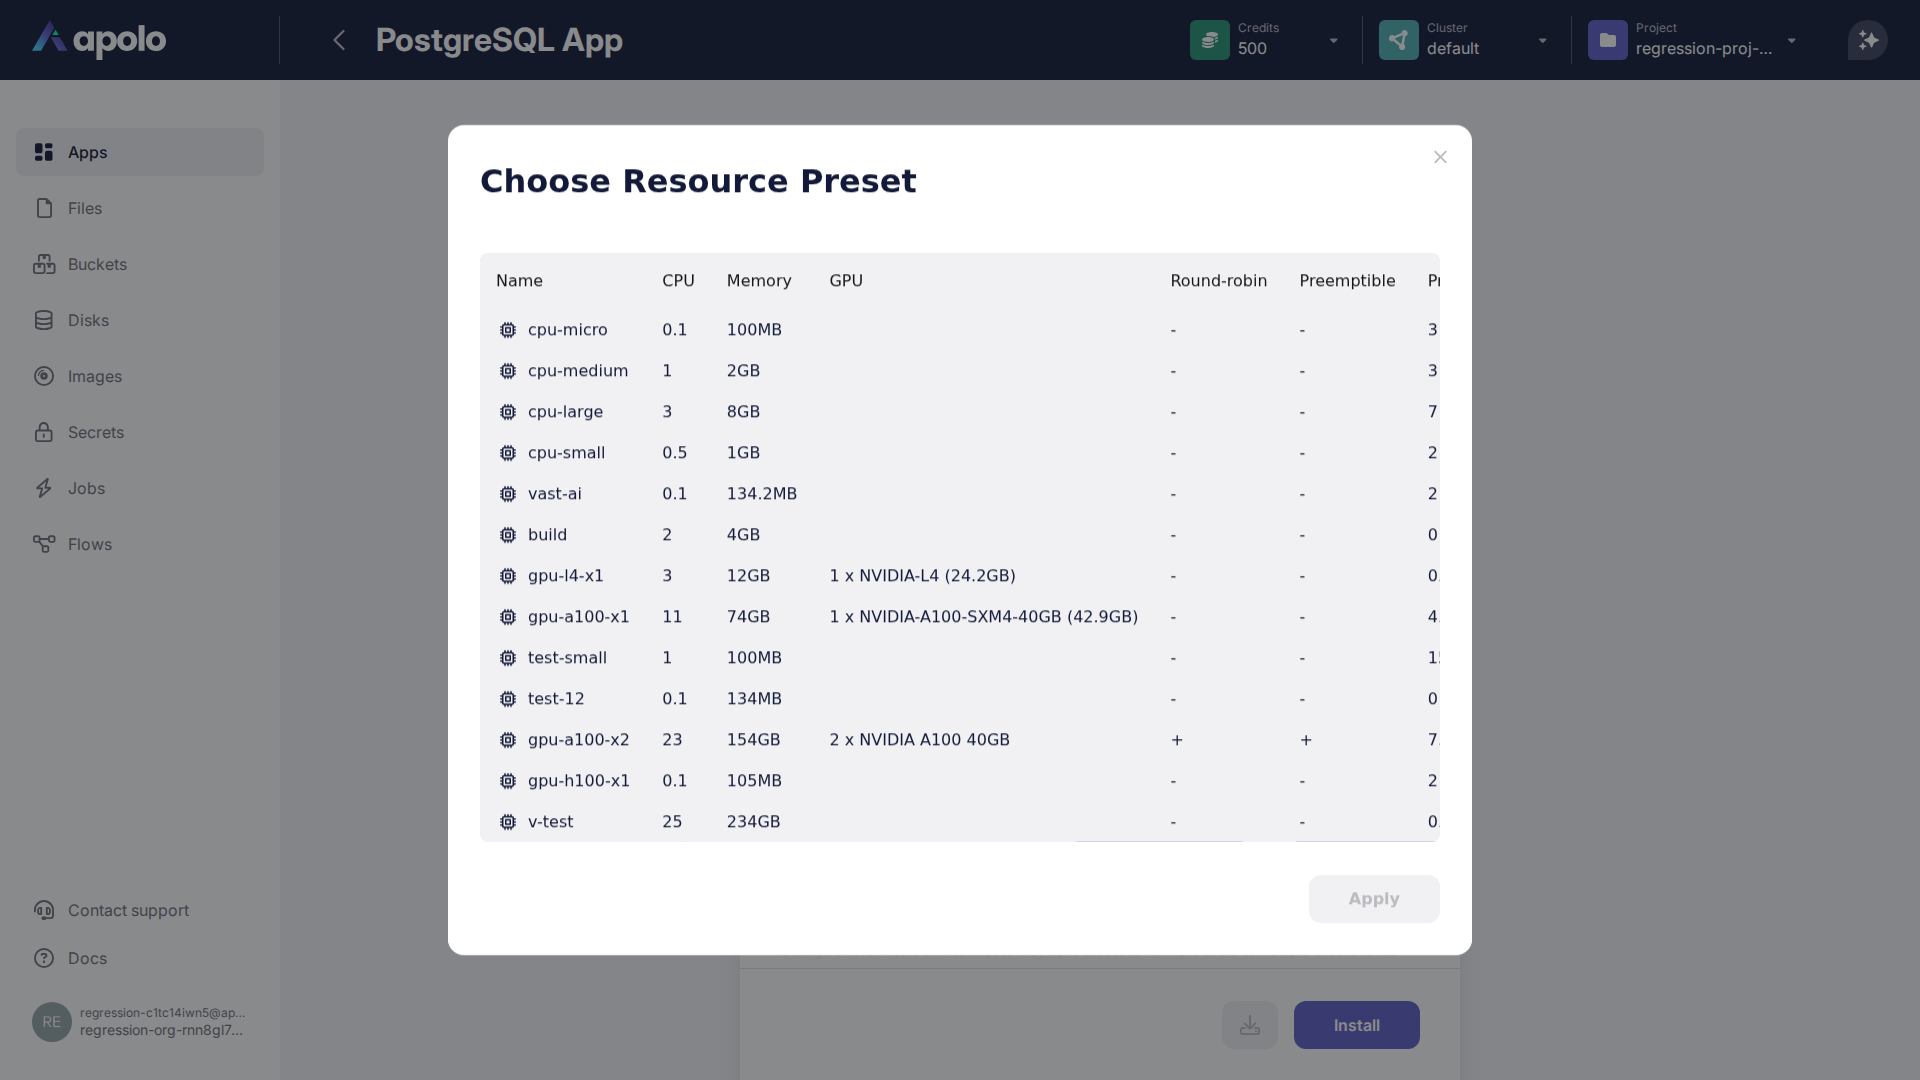 apolo
PostgreSQL App
Credits
500
Cluster
default
Project
regression-proj-...
Apps
Files
Buckets
Disks
Images
Secrets
Jobs
Flows
Contact support
Docs
RE
regression-c1tc14iwn5@ap...
regression-org-rnn8gl7...
Choose Resource Preset
Name CPU Memory GPU Round-robin Preemptible
cpu-micro 0.1 100MB - - 3
cpu-medium 1 2GB - - 3
cpu-large 3 8GB - - 7
cpu-small 0.5 1GB - - 2
vast-ai 0.1 134.2MB - - 2
build 2 4GB - - 0
gpu-l4-x1 3 12GB 1 x NVIDIA-L4 (24.2GB) - - 0.
gpu-a100-x1 11 74GB 1 x NVIDIA-A100-SXM4-40GB (42.9GB) - - 4.
test-small 1 100MB - - 1
test-12 0.1 134MB - - 0
gpu-a100-x2 23 154GB 2 x NVIDIA A100 40GB + + 7.
gpu-h100-x1 0.1 105MB - - 2
v-test 25 234GB - - 0.
Apply
Install